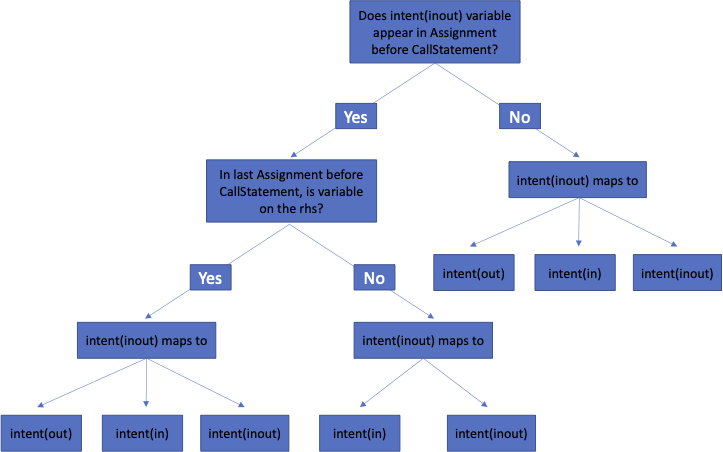 Does intent(inout) variable
appear in Assignment
before CallStatement?
Yes
No
In last Assignment before
CallStatement, is variable
on the rhs?
intent(inout) maps to
intent(out)
intent(in)
intent(inout)
Yes
No
intent(inout) maps to
intent(inout) maps to
intent(out)
intent(in)
intent(inout)
intent(in)
intent(inout)